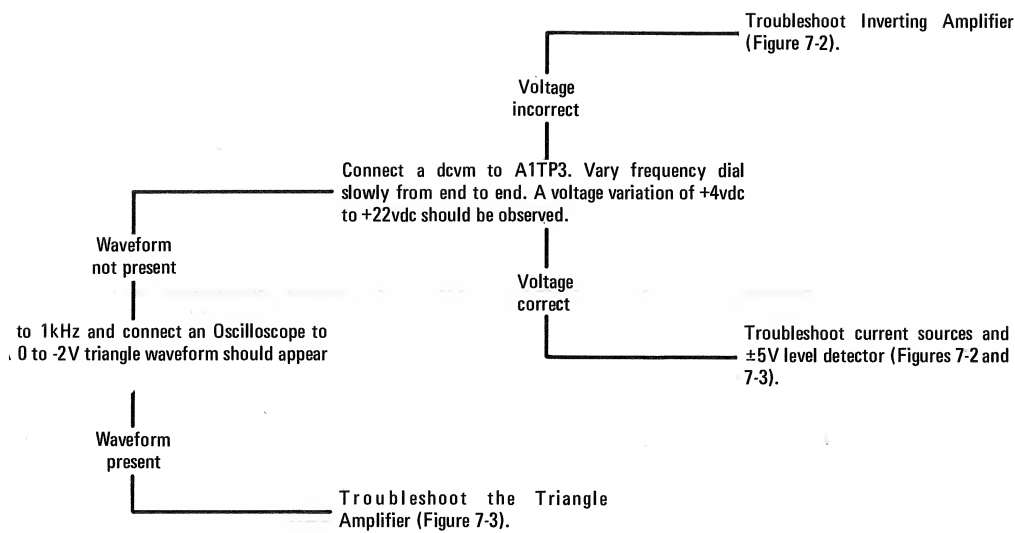 Troubleshoot Inverting Amplifier
(Figure 7-2).
Voltage
incorrect
Connect a dcvm to A1TP3. Vary frequency dial
slowly from end to end. A voltage variation of +4vdc
to +22vdc should be observed.
Waveform
not present
Voltage
correct
to 1kHz and connect an Oscilloscope to
0 to -2V triangle waveform should appear
Troubleshoot current sources and
±5V level detector (Figures 7-2 and
7-3).
Waveform
present
Troubleshoot the Triangle
Amplifier (Figure 7-3).